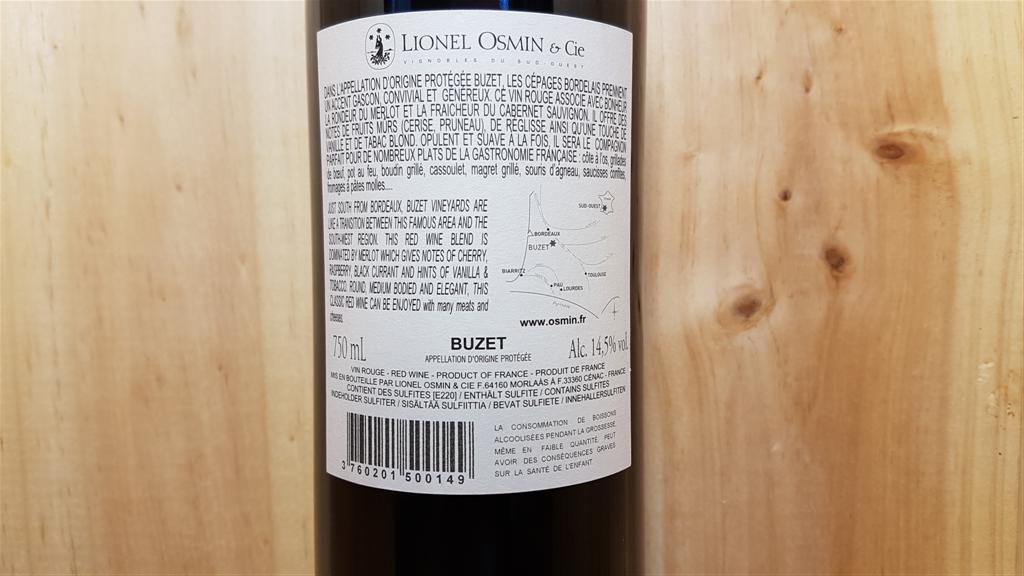 LIONEL OSMIN & Cie
VIGNOBLES DU SUD OUEST
DANS L'APPELLATION D'ORIGINE PROTÉGÉE BUZET, LES CÉPAGES BORDELAIS PRENNENT
UN ACCENT GASCON, CONVIVIAL ET GÉNÉREUX. CE VIN ROUGE ASSOCIE AVEC BONHEUR
LA RONDEUR DU MERLOT ET LA FRAICHEUR DU CABERNET SAUVIGNON. IL OFFRE DES
NOTES DE FRUITS MÛRS (CERISE, PRUNEAU), DE RÉGLISSE AINSI QU'UNE TOUCHE DE
VANILLE ET DE TABAC BLOND. OPULENT ET SUAVE À LA FOIS, IL SERA LE COMPAGNON
PARFAIT POUR DE NOMBREUX PLATS DE LA GASTRONOMIE FRANÇAISE : côte à l'os, grillades
de bœuf, pot au feu, boudin grillé, cassoulet, magret grillé, souris d'agneau, saucisses confites,
fromages à pâtes molles....
JUST SOUTH FROM BORDEAUX, BUZET VINEYARDS ARE
LIKE A TRANSITION BETWEEN THIS FAMOUS AREA AND THE
SOUTH-WEST REGION. THIS RED WINE BLEND IS
DOMINATED BY MERLOT WHICH GIVES NOTES OF CHERRY,
RASPBERRY, BLACK CURRANT AND HINTS OF VANILLA &
TOBACCO. ROUND, MEDIUM BODIED AND ELEGANT, THIS
CLASSIC RED WINE CAN BE ENJOYED with many meats and
cheeses.
SUD-OUEST
BORDEAUX
BUZET
BIARRITZ
TOULOUSE
PAU
LOURDES
Pyrénées
www.osmin.fr
750 mL
BUZET
APPELLATION D'ORIGINE PROTÉGÉE
Alc. 14,5% vol.
VIN ROUGE - RED WINE - PRODUCT OF FRANCE - PRODUIT DE FRANCE
MIS EN BOUTEILLE PAR LIONEL OSMIN & CIE F.64160 MORLAÀS À F.33360 CÉNAC - FRANCE
CONTIENT DES SULFITES [E220] / ENTHÄLT SULFITE / CONTAINS SULFITES
INDEHOLDER SULFITER / SISÄLTÄÄ SULFIITTIA / BEVAT SULFIETE / INNEHALLERSULFITEN
LA CONSOMMATION DE BOISSONS
ALCOOLISÉES PENDANT LA GROSSESSE,
MÊME EN FAIBLE QUANTITÉ, PEUT
AVOIR DES CONSÉQUENCES GRAVES
SUR LA SANTÉ DE L'ENFANT.
3 760201 500149